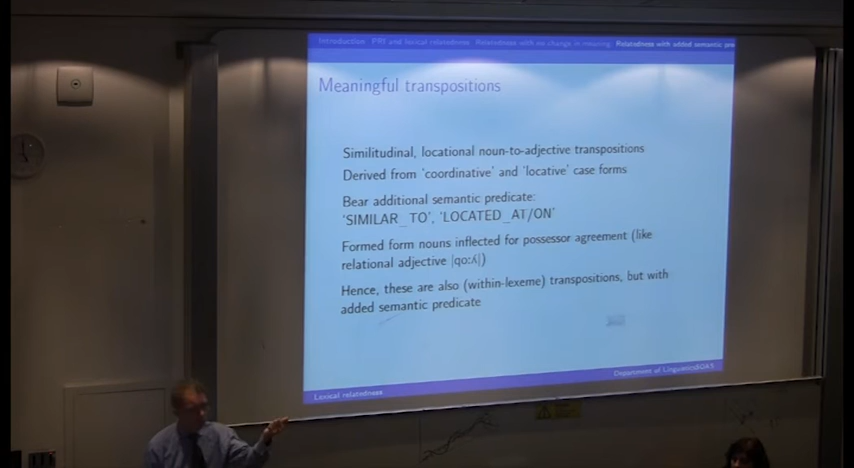 Introduction PPF and lexical relatedness Relatedness with no change in meaning Relatedness with added semantic pre
Meaningful transpositions
Similitudinal, locational noun-to-adjective transpositions
Derived from 'coordinative' and 'locative' case forms
Bear additional semantic predicate:
'SIMILAR_TO', 'LOCATED_AT/ON'
Formed form nouns inflected for possessor agreement (like
relational adjective |qo:ʎ|)
Hence, these are also (within-lexeme) transpositions, but with
added semantic predicate
Lexical relatedness
Department of LinguisticsSOAS